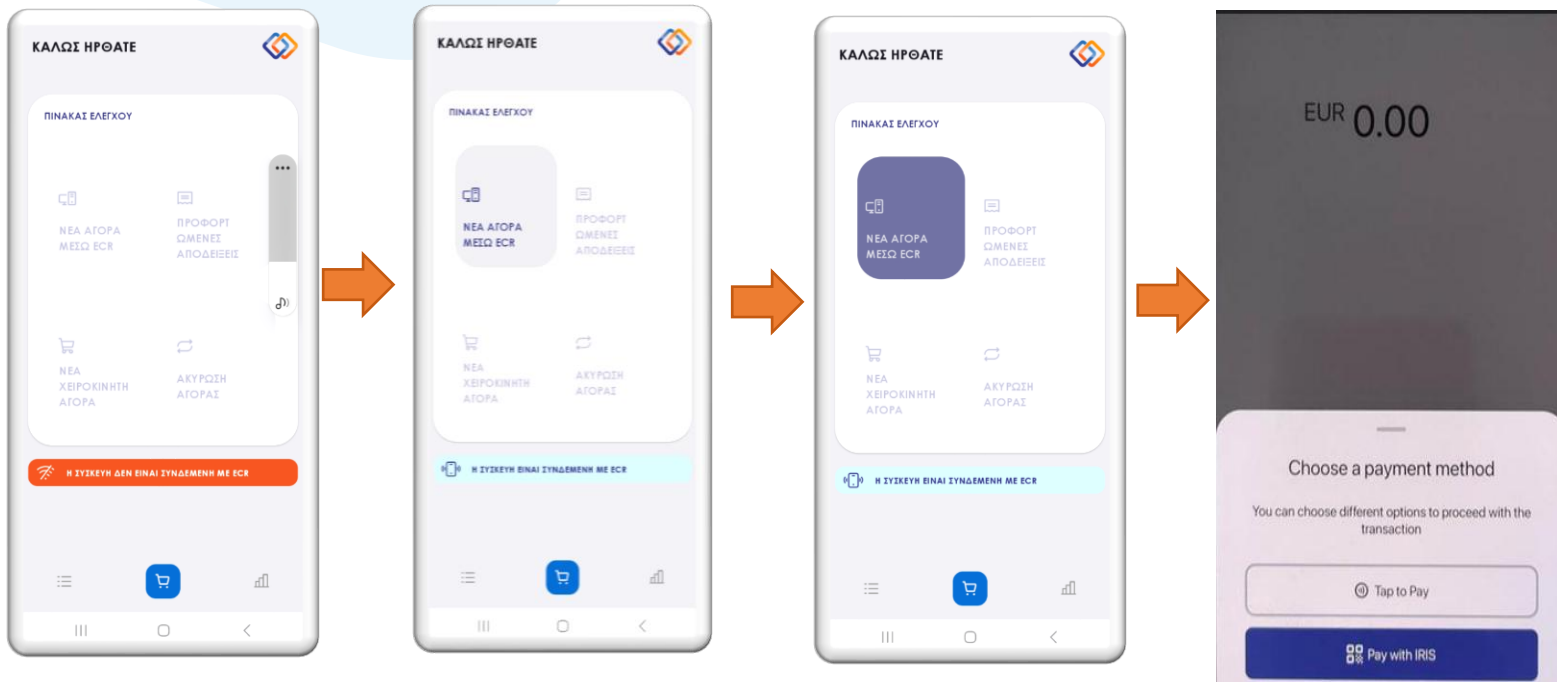 ΚΑΛΩΣ ΗΡΘΑΤΕ
ΠΙΝΑΚΑΣ ΕΛΕΓΧΟΥ
ΝΕΑ ΑΓΟΡΑ
ΜΕΣΩ ECR
ΠΡΟΦΟΡΤ
ΩΜΕΝΕΣ
ΑΠΟΔΕΙΞΕΙΣ
ΝΕΑ
ΧΕΙΡΟΚΙΝΗΤΗ
ΑΓΟΡΑ
ΑΚΥΡΩΣΗ
ΑΓΟΡΑΣ
Η ΣΥΣΚΕΥΗ ΔΕΝ ΕΙΝΑΙ ΣΥΝΔΕΜΕΝΗ ΜΕ ECR
ΚΑΛΩΣ ΗΡΘΑΤΕ
ΠΙΝΑΚΑΣ ΕΛΕΓΧΟΥ
ΝΕΑ ΑΓΟΡΑ
ΜΕΣΩ ECR
ΠΡΟΦΟΡΤ
ΩΜΕΝΕΣ
ΑΠΟΔΕΙΞΕΙΣ
ΝΕΑ
ΧΕΙΡΟΚΙΝΗΤΗ
ΑΓΟΡΑ
ΑΚΥΡΩΣΗ
ΑΓΟΡΑΣ
Η ΣΥΣΚΕΥΗ ΕΙΝΑΙ ΣΥΝΔΕΜΕΝΗ ΜΕ ECR
ΚΑΛΩΣ ΗΡΘΑΤΕ
ΠΙΝΑΚΑΣ ΕΛΕΓΧΟΥ
ΝΕΑ ΑΓΟΡΑ
ΜΕΣΩ ECR
ΠΡΟΦΟΡΤ
ΩΜΕΝΕΣ
ΑΠΟΔΕΙΞΕΙΣ
ΝΕΑ
ΧΕΙΡΟΚΙΝΗΤΗ
ΑΓΟΡΑ
ΑΚΥΡΩΣΗ
ΑΓΟΡΑΣ
Η ΣΥΣΚΕΥΗ ΕΙΝΑΙ ΣΥΝΔΕΜΕΝΗ ΜΕ ECR
EUR 0.00
Choose a payment method
You can choose different options to proceed with the
transaction
Tap to Pay
Pay with IRIS